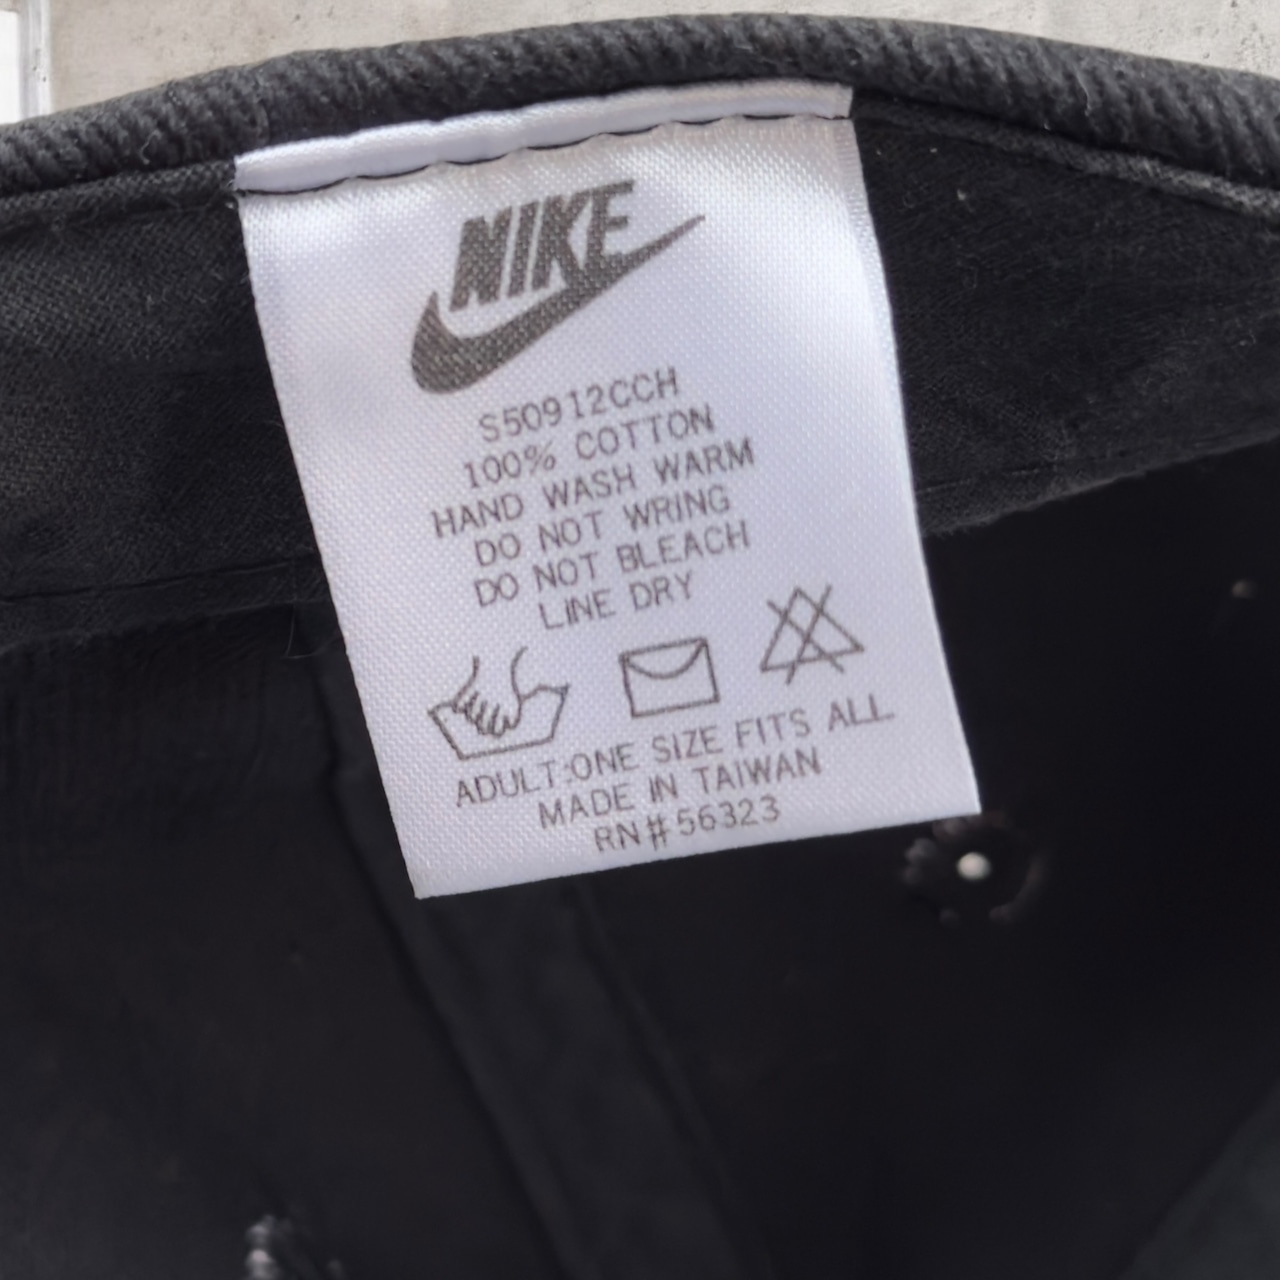 NIKE
S50912CCH
100% COTTON
HAND WASH WARM
DO NOT WRING
DO NOT BLEACH
LINE DRY
ADULT:ONE SIZE FITS ALL
MADE IN TAIWAN
RN#56323